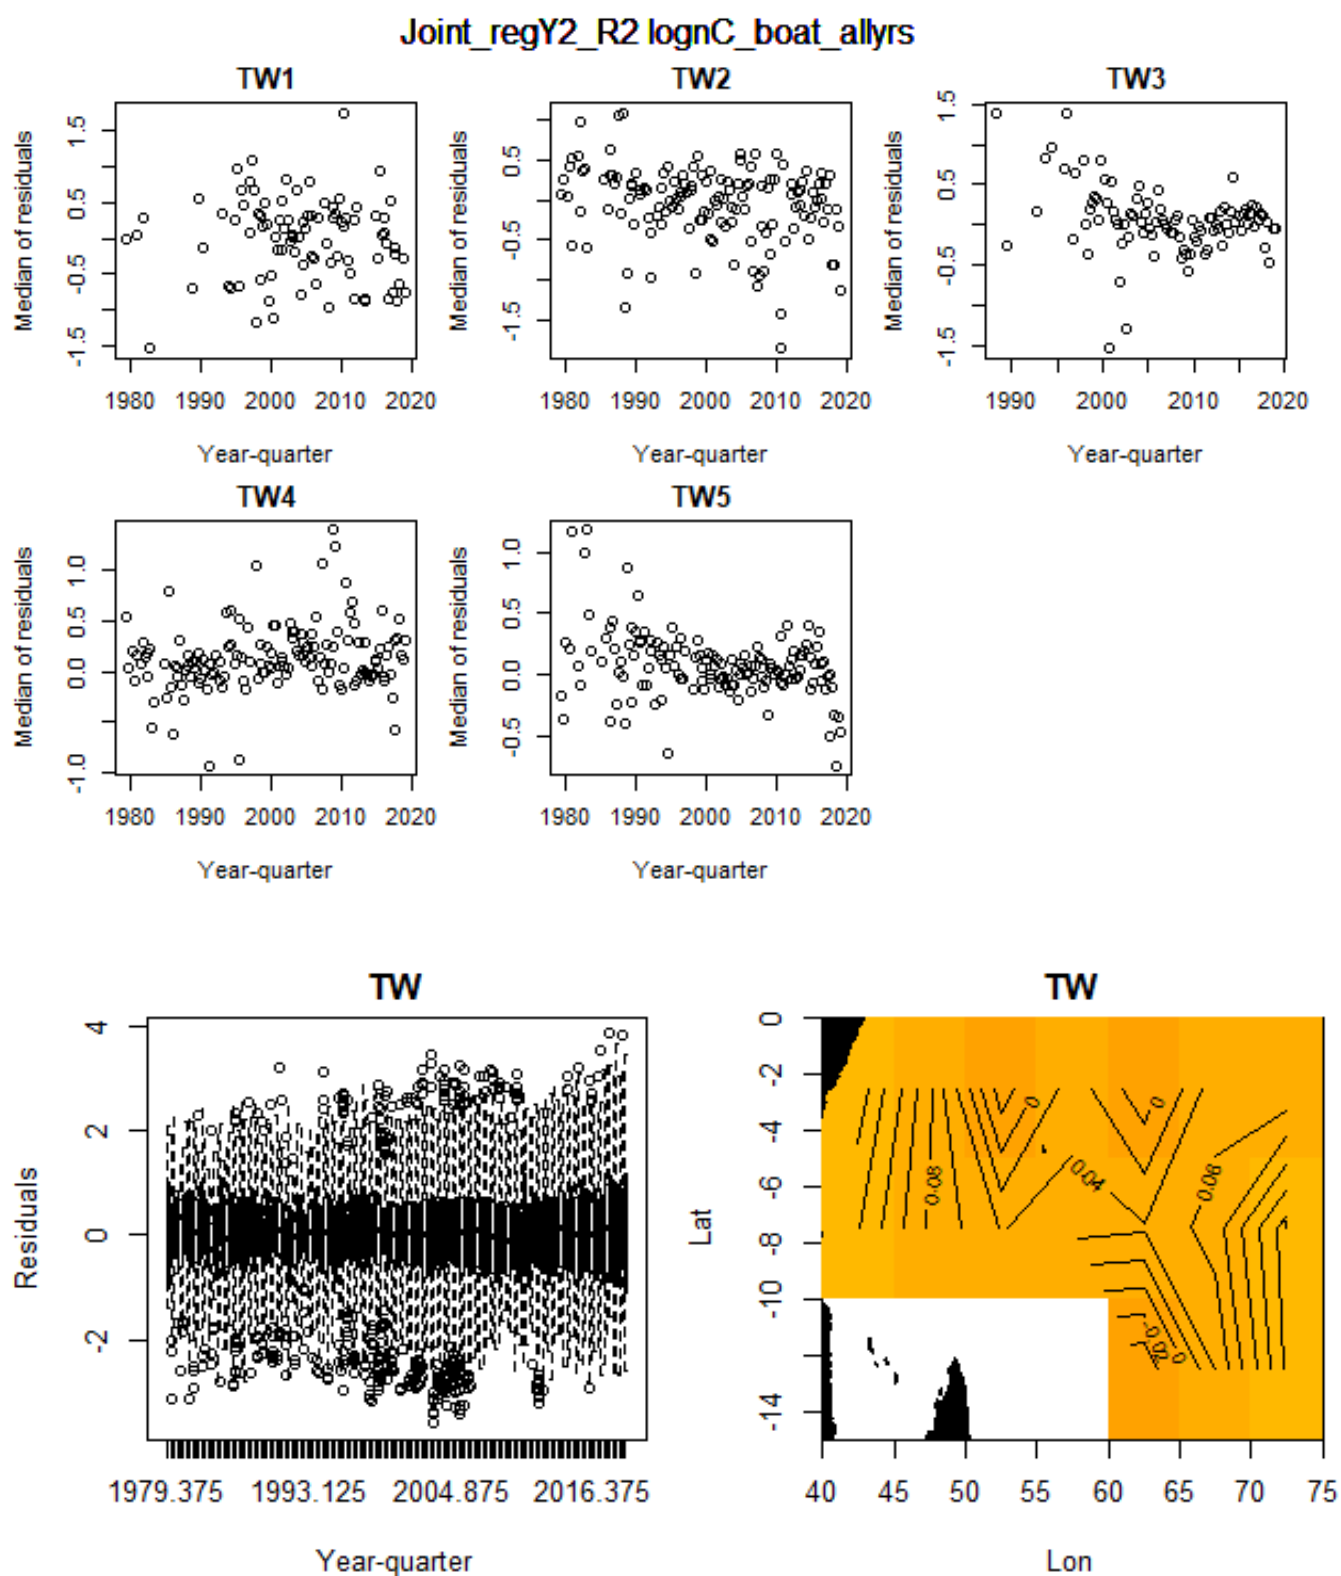 Joint_regY2_R2 lognC_boat_allyrs
TW1
TW2
TW3
Median of residuals
-1.5 -0.5 0.5 1.5
1980 1990 2000 2010 2020
Year-quarter
Median of residuals
-1.5 -0.5 0.5
1980 1990 2000 2010 2020
Year-quarter
Median of residuals
-1.5 -0.5 0.5 1.5
1990 2000 2010 2020
Year-quarter
TW4
TW5
Median of residuals
-1.0 0.0 0.5 1.0
1980 1990 2000 2010 2020
Year-quarter
Median of residuals
-0.5 0.0 0.5 1.0
1980 1990 2000 2010 2020
Year-quarter
TW
Residuals
-2 0 2 4
1979.375 1993.125 2004.875 2016.375
Year-quarter
TW
Lat
0
-2
-4
-6
-8
-10
-14
0.08
0
0
0.04
0.06
-0.02
0
40 45 50 55 60 65 70 75
Lon